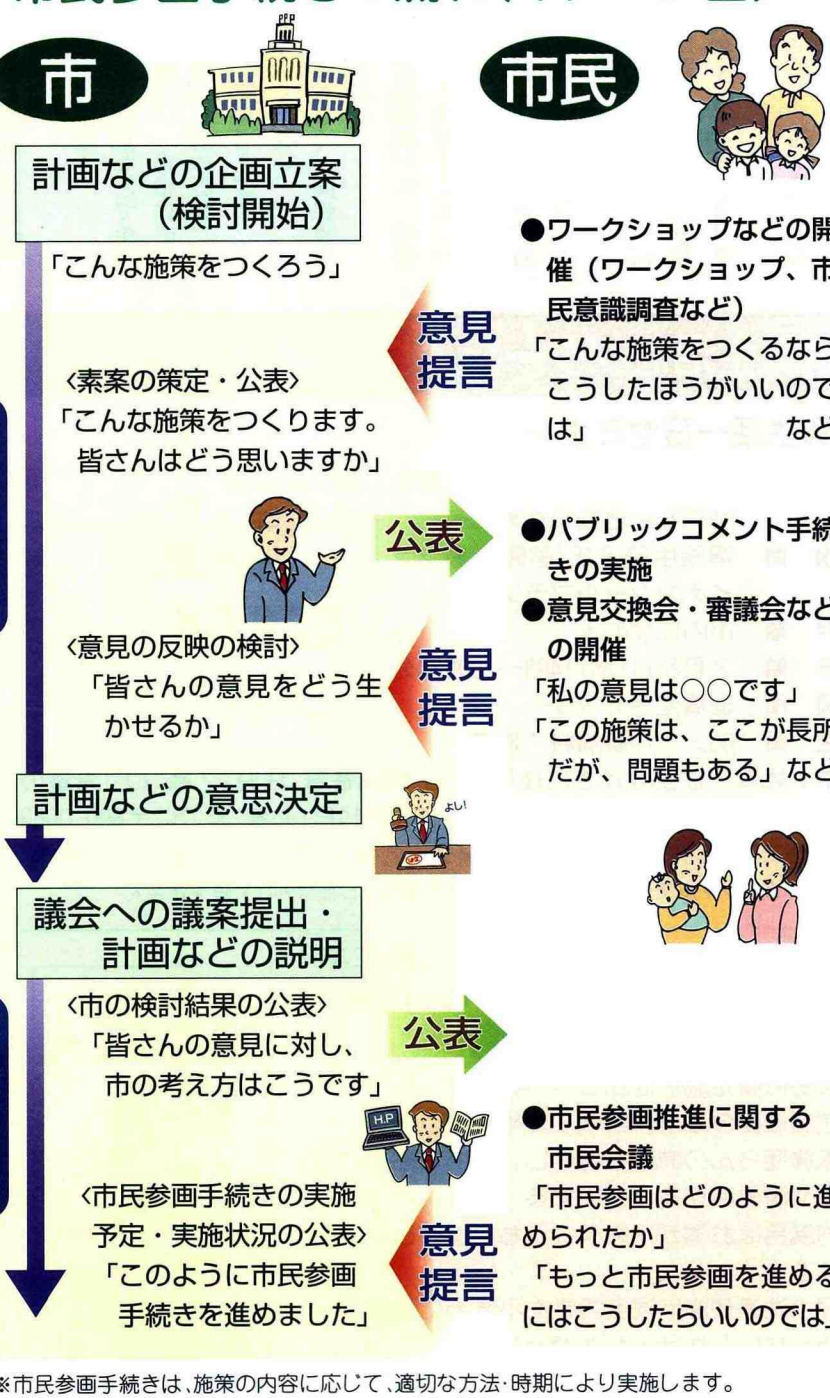 市
市民
計画などの企画立案
（検討開始）
「こんな施策をつくろう」
●ワークショップなどの開
催（ワークショップ、市
民意識調査など）
「こんな施策をつくるなら
こうしたほうがいいので
は」 など
意見
提言
〈素案の策定・公表〉
「こんな施策をつくります。
皆さんはどう思いますか」
公表
●パブリックコメント手続
きの実施
●意見交換会・審議会など
の開催
「私の意見は○○です」
「この施策は、ここが長所
だが、問題もある」など
意見
提言
〈意見の反映の検討〉
「皆さんの意見をどう生
かせるか」
計画などの意思決定
よし!
議会への議案提出・
計画などの説明
〈市の検討結果の公表〉
「皆さんの意見に対し、
市の考え方はこうです」
公表
H.P
●市民参画推進に関する
市民会議
「市民参画はどのように進
められたか」
「もっと市民参画を進める
にはこうしたらいいのでは」
意見
提言
〈市民参画手続きの実施
予定・実施状況の公表〉
「このように市民参画
手続きを進めました」
※市民参画手続きは、施策の内容に応じて、適切な方法・時期により実施します。